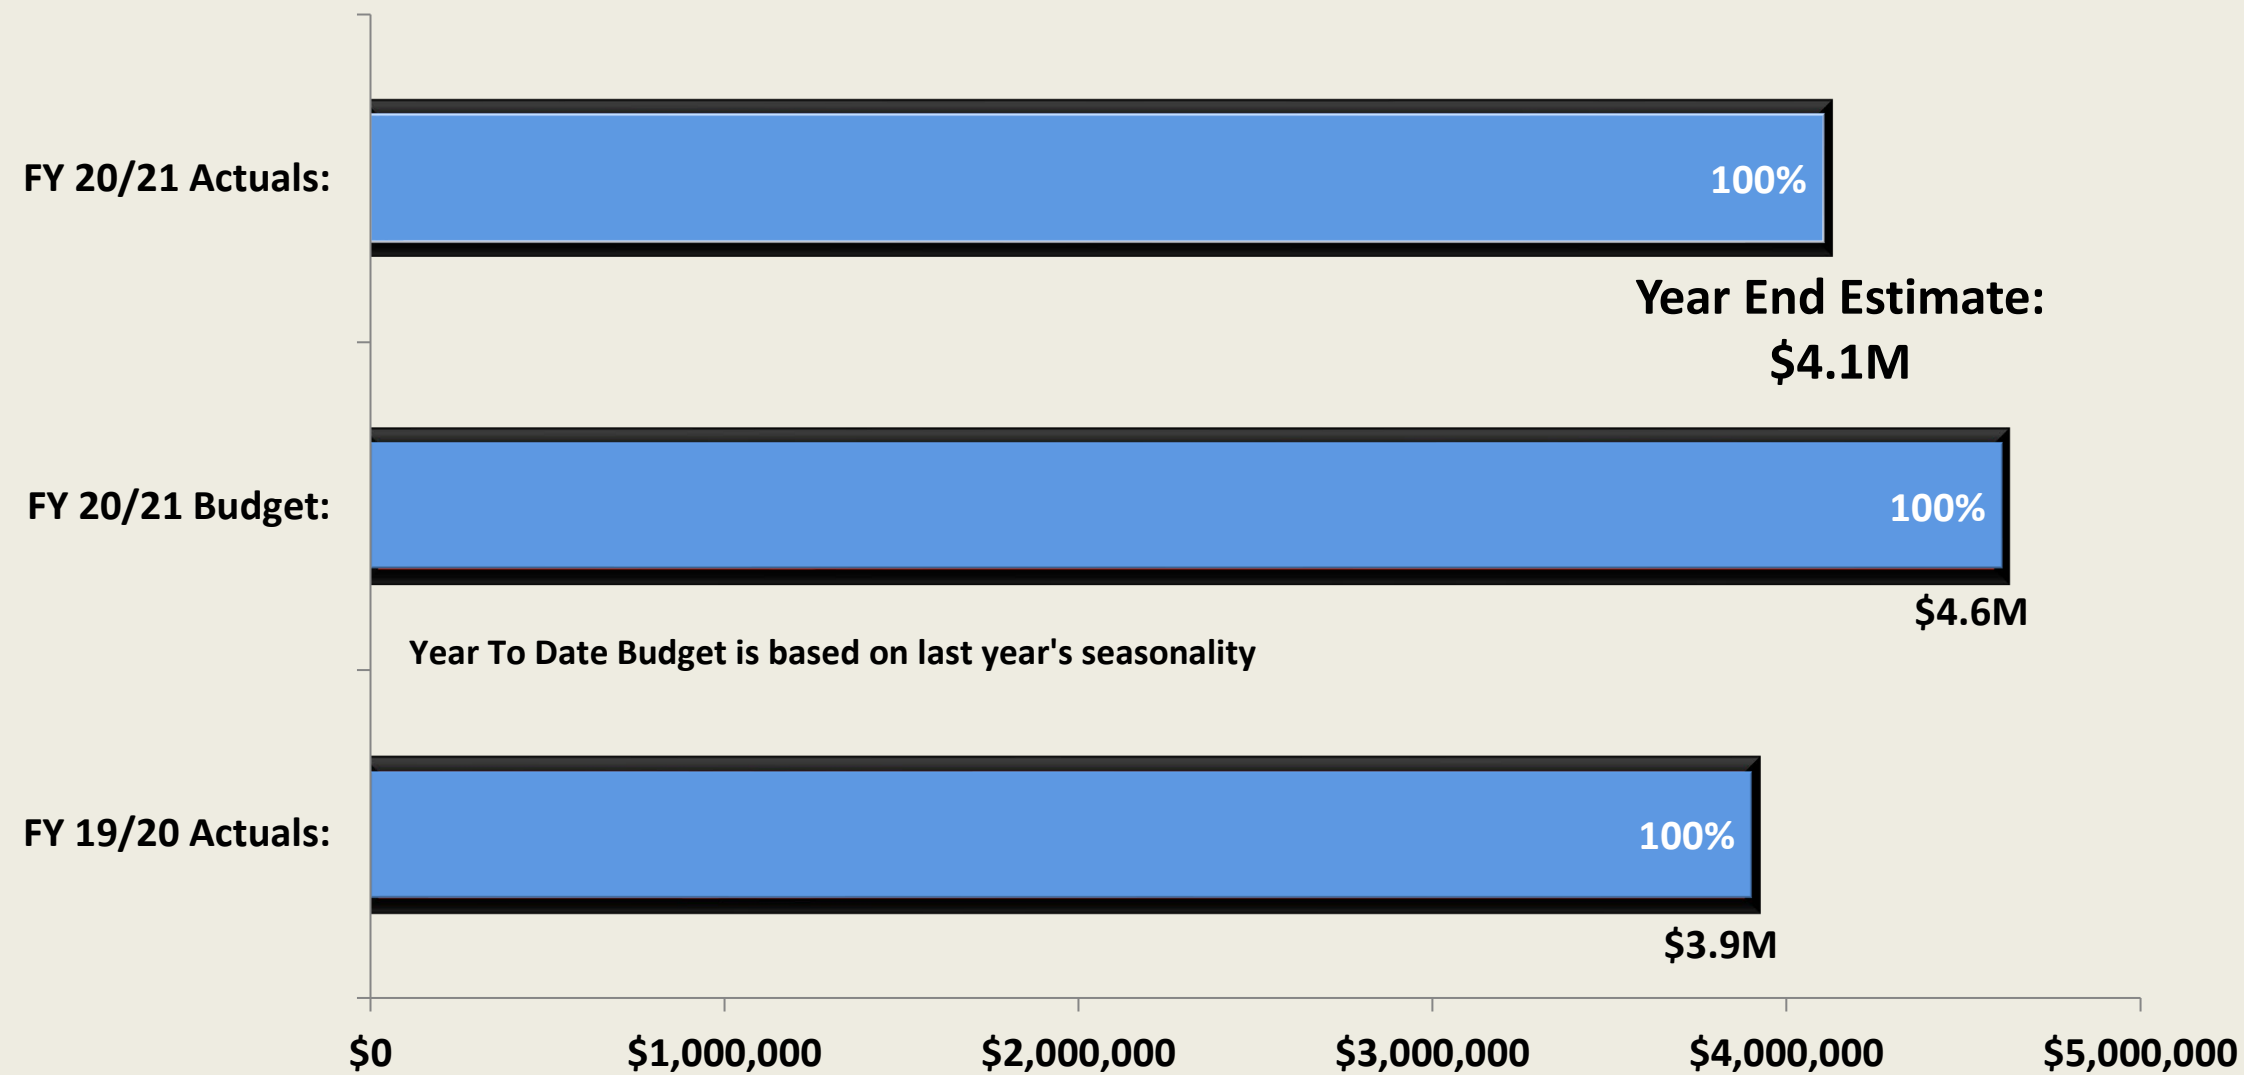 FY 20/21 Actuals:
100%
Year End Estimate:
$4.1M
FY 20/21 Budget:
100%
$4.6M
Year To Date Budget is based on last year's seasonality
FY 19/20 Actuals:
100%
$3.9M
$0 $1,000,000 $2,000,000 $3,000,000 $4,000,000 $5,000,000